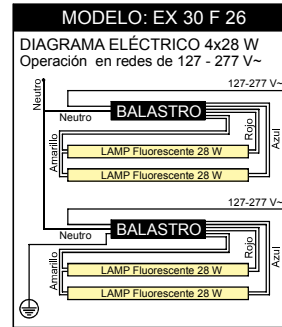 MODELO: EX 30 F 26
DIAGRAMA ELÉCTRICO 4x28 W
Operación en redes de 127 - 277 V~
Neutro
127-277 V~
Neutro
BALASTRO
Amarillo
Rojo
Azul
LAMP Fluorescente 28 W
LAMP Fluorescente 28 W
127-277 V~
Neutro
BALASTRO
Amarillo
Rojo
Azul
LAMP Fluorescente 28 W
LAMP Fluorescente 28 W